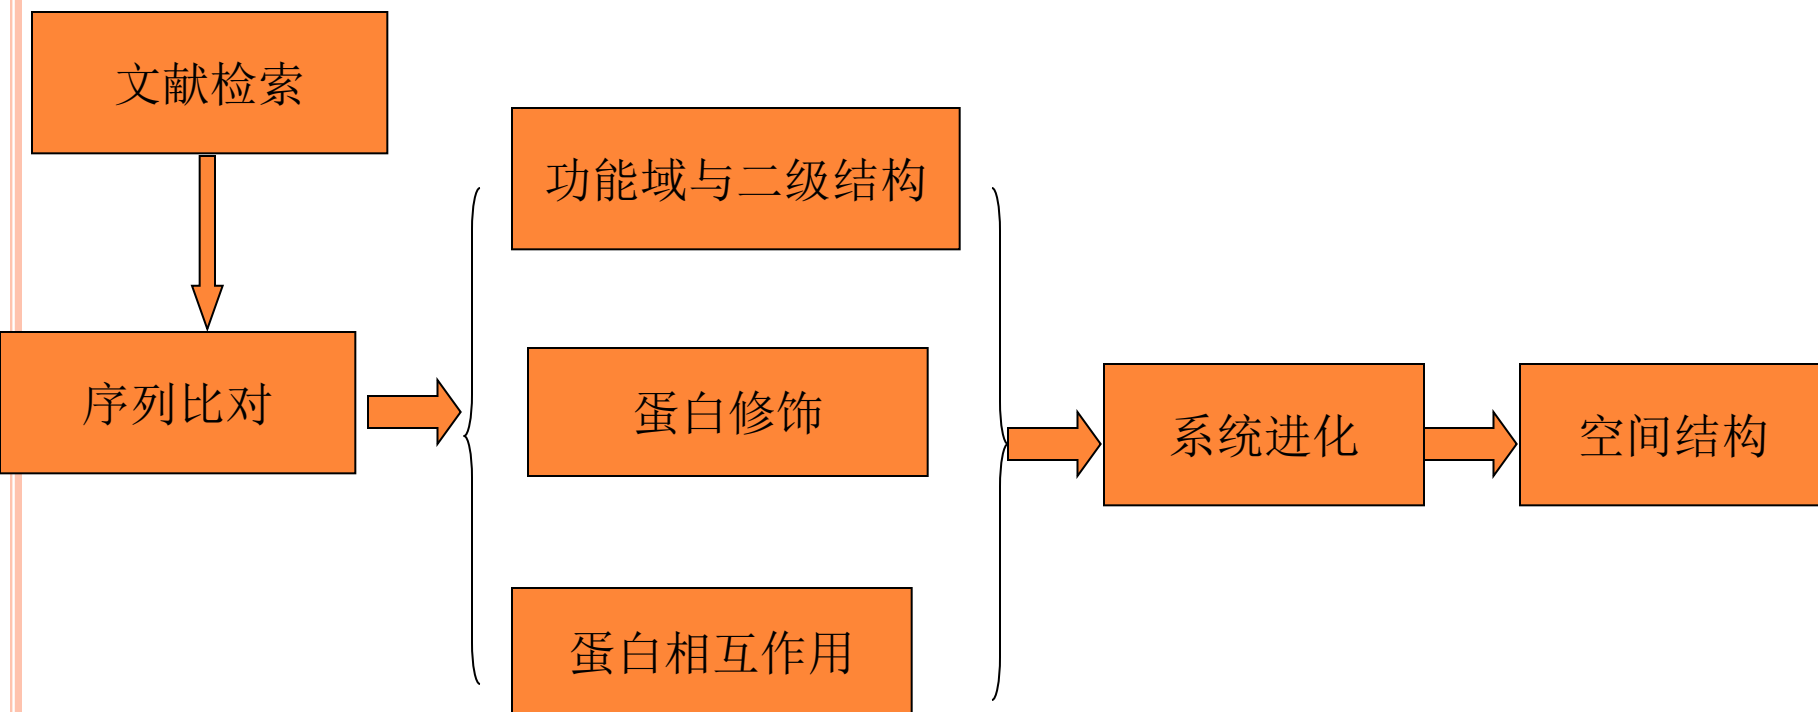 文献检索
序列比对
功能域与二级结构
蛋白修饰
蛋白相互作用
系统进化
空间结构